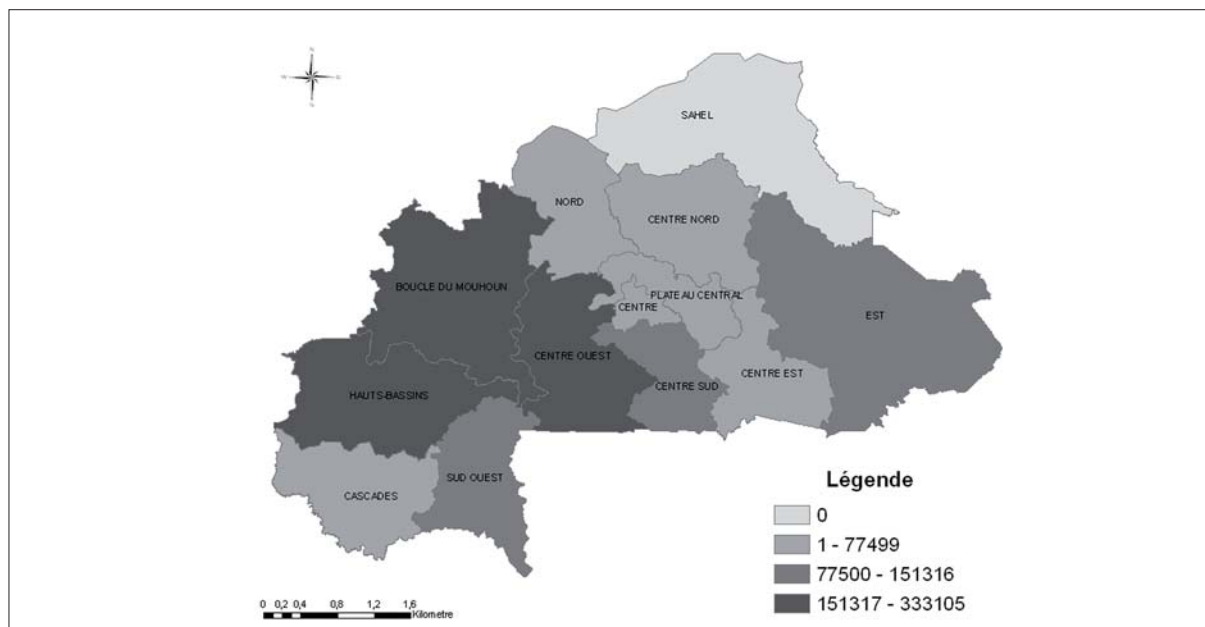 N
SAHEL
NORD
CENTRE NORD
BOUCLE DU MOUHOUN
PLATEAU CENTRAL
CENTRE
EST
CENTRE OUEST
CENTRE EST
CENTRE SUD
HAUTS-BASSINS
SUD OUEST
CASCADES
Légende
0
1 - 77499
77500 - 151316
151317 - 333105
0 0,2 0,4 0,8 1,2 1,6
Kilometre